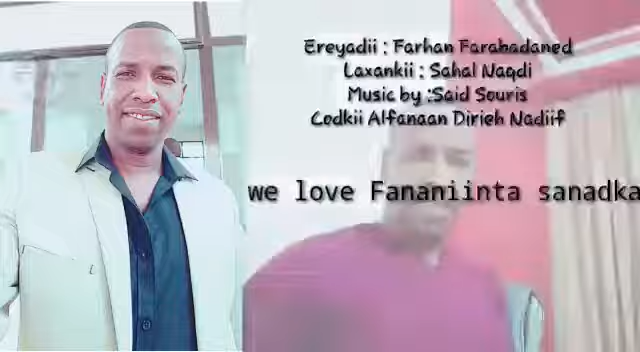 Ereyadii : Farhan Farahadaned
Laxankii : Sahal Naqdi
Music by :Said Souris
Codkii Alfanaan Dirieh Nadiif
we love Fananiinta sanadka